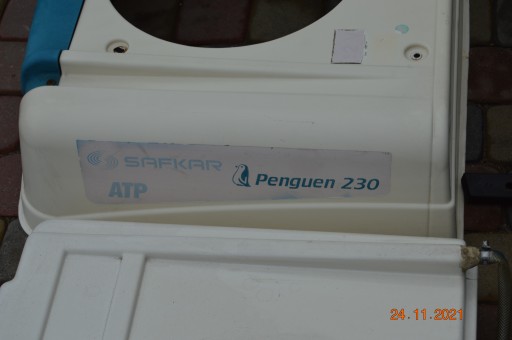 SAFKAR
Penguen 230
ATP
24.11.2021